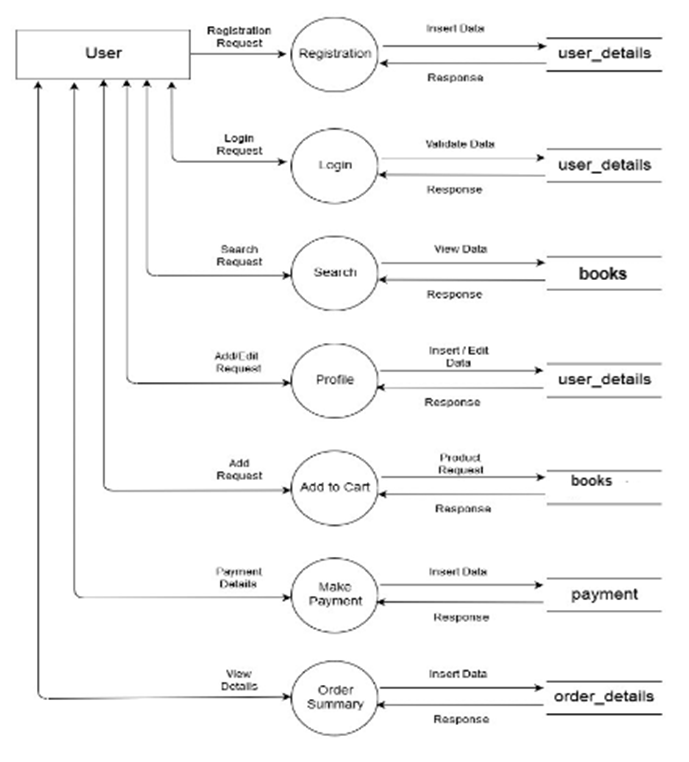 User
Registration
Request
Registration
Insert Data
Response
user_details
Login
Request
Login
Validate Data
Response
user_details
Search
Request
Search
View Data
Response
books
Add/Edit
Request
Profile
Insert / Edit
Data
Response
user_details
Add
Request
Add to Cart
Product
Request
Response
books
Payment
Details
Make
Payment
Insert Data
Response
payment
View
Details
Order
Summary
Insert Data
Response
order_details